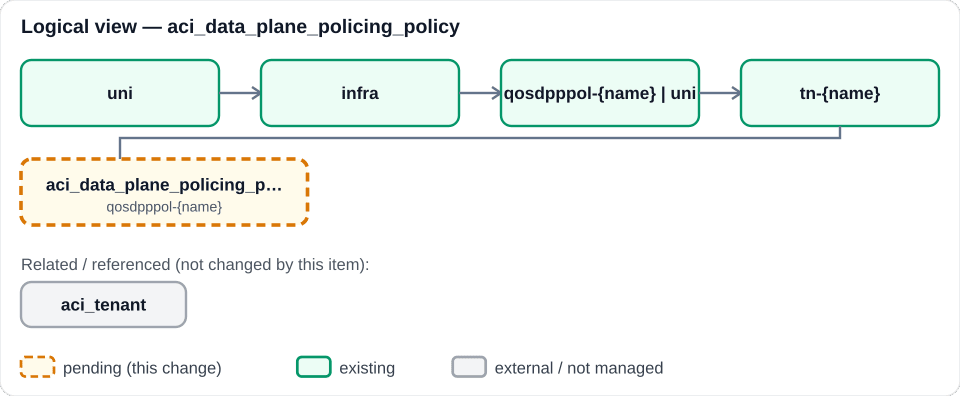 Logical view — aci_data_plane_policing_policy
uni
infra
qosdpppol-{name} | uni
tn-{name}
aci_data_plane_policing_p…
qosdpppol-{name}
Related / referenced (not changed by this item):
aci_tenant
pending (this change)
existing
external / not managed